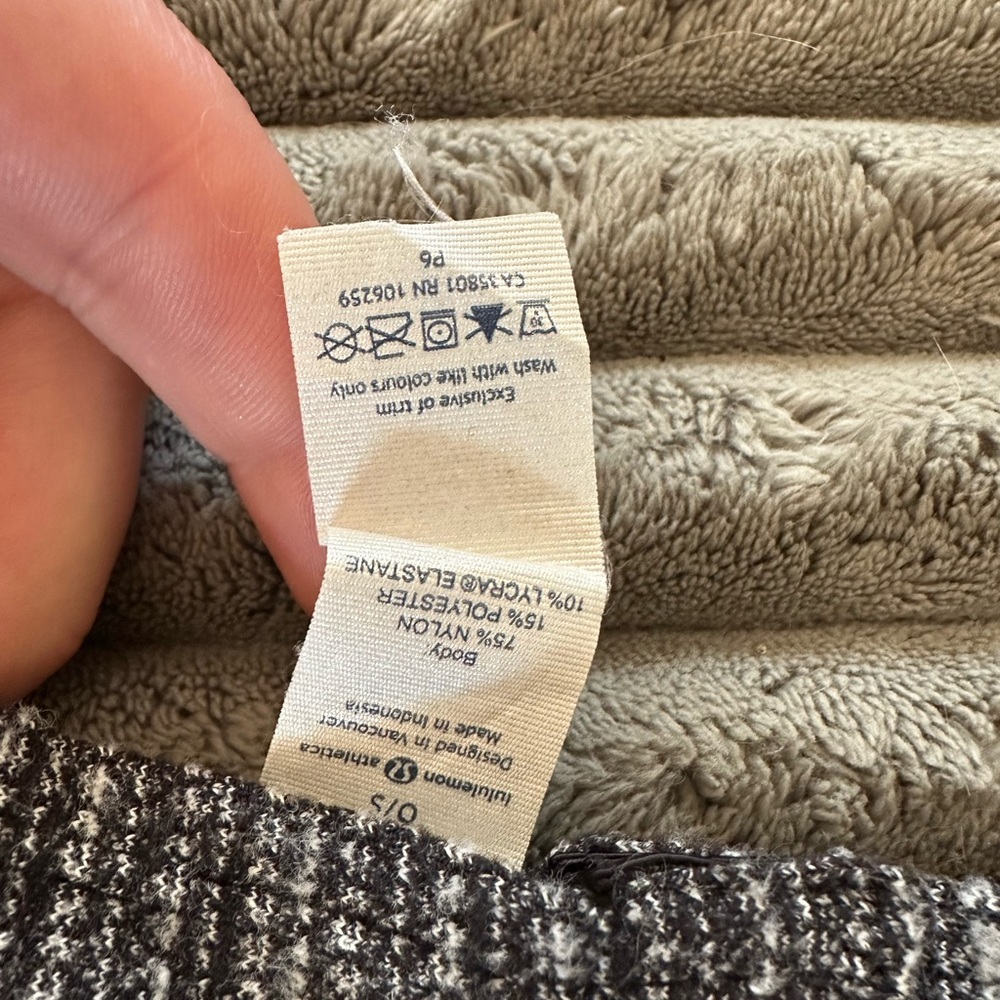 O/S
lululemon athletica
Designed in Vancouver
Made in Indonesia
Body:
75% NYLON
15% POLYESTER
10% LYCRA® ELASTANE
Exclusive of trim
Wash with like colours only
30
CA 35801 RN 106259
P6